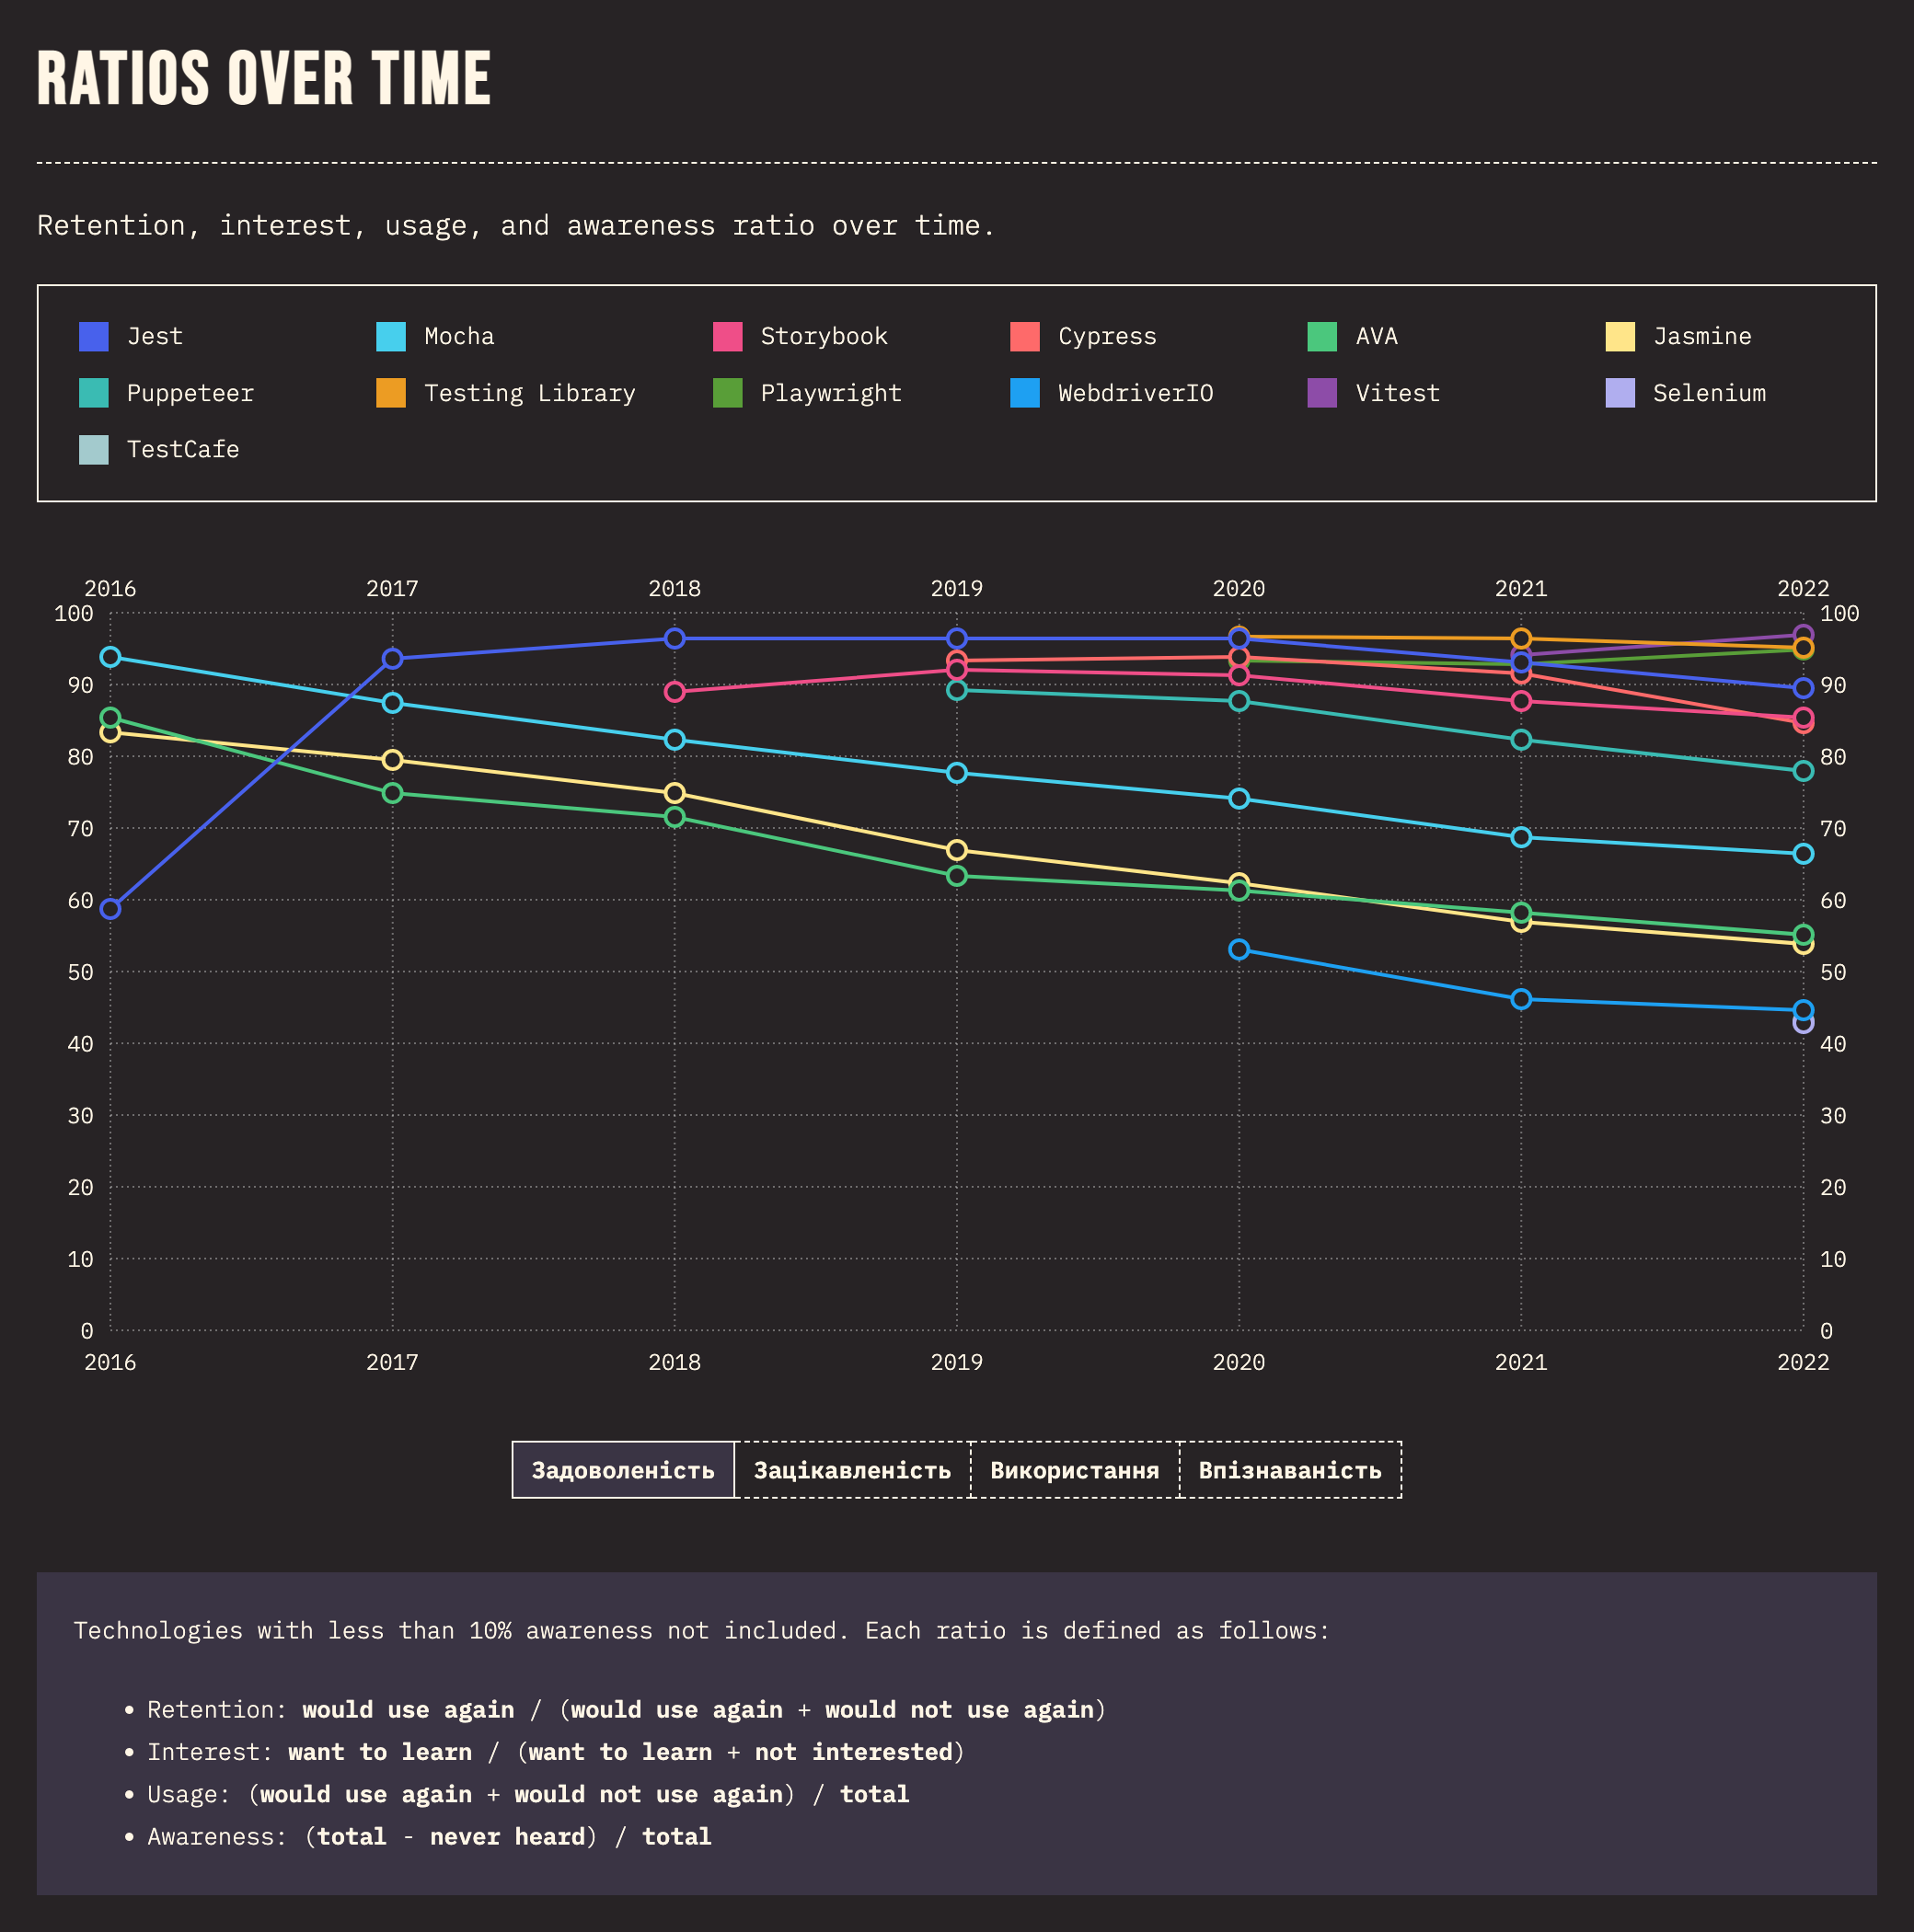 RATIOS OVER TIME
Retention, interest, usage, and awareness ratio over time.
Jest Mocha Storybook Cypress AVA Jasmine
Puppeteer Testing Library Playwright WebdriverIO Vitest Selenium
TestCafe
2016 2017 2018 2019 2020 2021 2022
100 100
90 90
80 80
70 70
60 60
50 50
40 40
30 30
20 20
10 10
0 0
2016 2017 2018 2019 2020 2021 2022
Задоволеність Зацікавленість Використання Впізнаваність
Technologies with less than 10% awareness not included. Each ratio is defined as follows:
• Retention: would use again / (would use again + would not use again)
• Interest: want to learn / (want to learn + not interested)
• Usage: (would use again + would not use again) / total
• Awareness: (total - never heard) / total